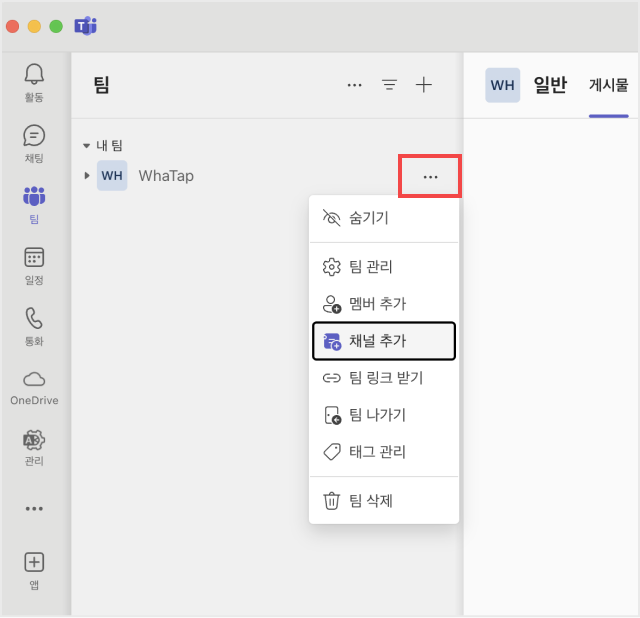 활동
채팅
팀
일정
통화
OneDrive
관리
앱
팀
내 팀
WH WhaTap
숨기기
팀 관리
멤버 추가
채널 추가
팀 링크 받기
팀 나가기
태그 관리
팀 삭제
WH 일반 게시물